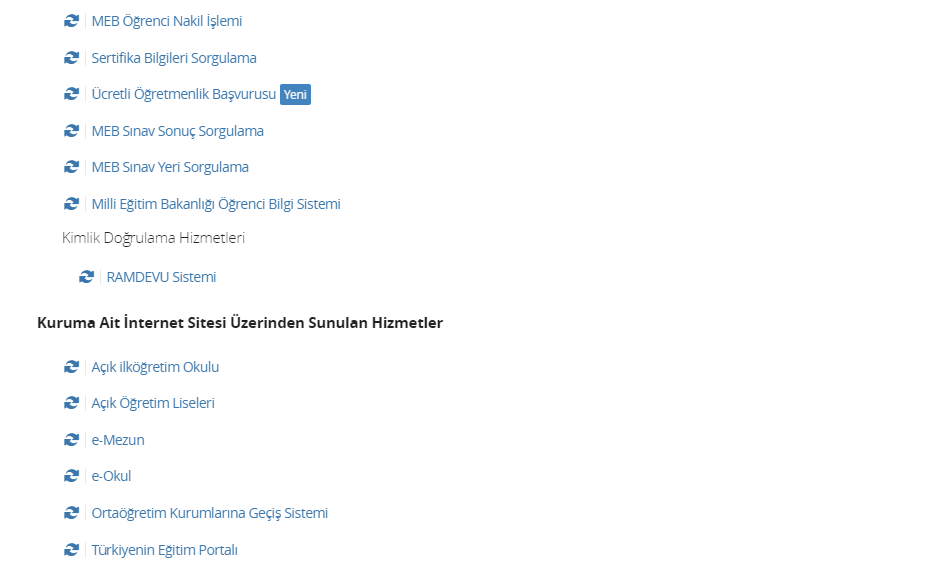 MEB Öğrenci Nakil İşlemi
Sertifika Bilgileri Sorgulama
Ücretli Öğretmenlik Başvurusu Yeni
MEB Sınav Sonuç Sorgulama
MEB Sınav Yeri Sorgulama
Milli Eğitim Bakanlığı Öğrenci Bilgi Sistemi
Kimlik Doğrulama Hizmetleri
RAMDEVU Sistemi
Kuruma Ait İnternet Sitesi Üzerinden Sunulan Hizmetler
Açık ilköğretim Okulu
Açık Öğretim Liseleri
e-Mezun
e-Okul
Ortaöğretim Kurumlarına Geçiş Sistemi
Türkiyenin Eğitim Portalı